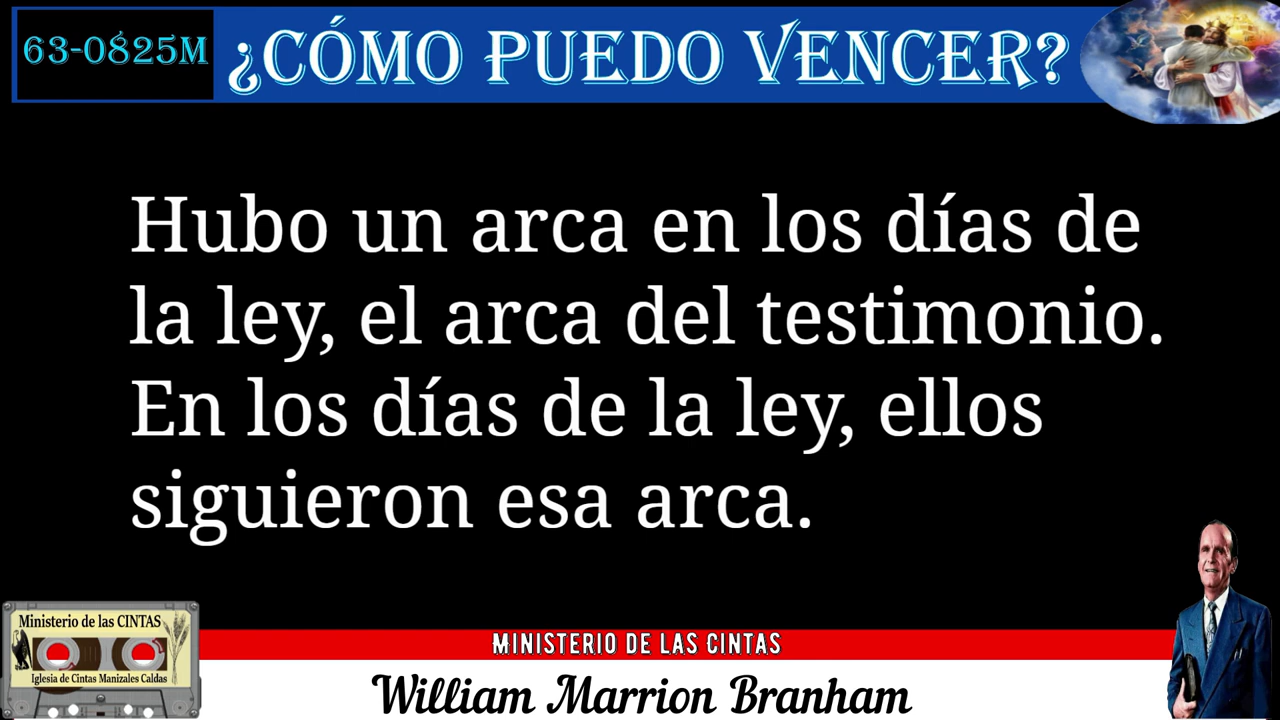 63-0825M
¿CÓMO PUEDO VENCER?
Hubo un arca en los días de
la ley, el arca del testimonio.
En los días de la ley, ellos
siguieron esa arca.
Ministerio de las CINTAS
Iglesia de Cintas Manizales Caldas
MINISTERIO DE LAS CINTAS
William Marrion Branham